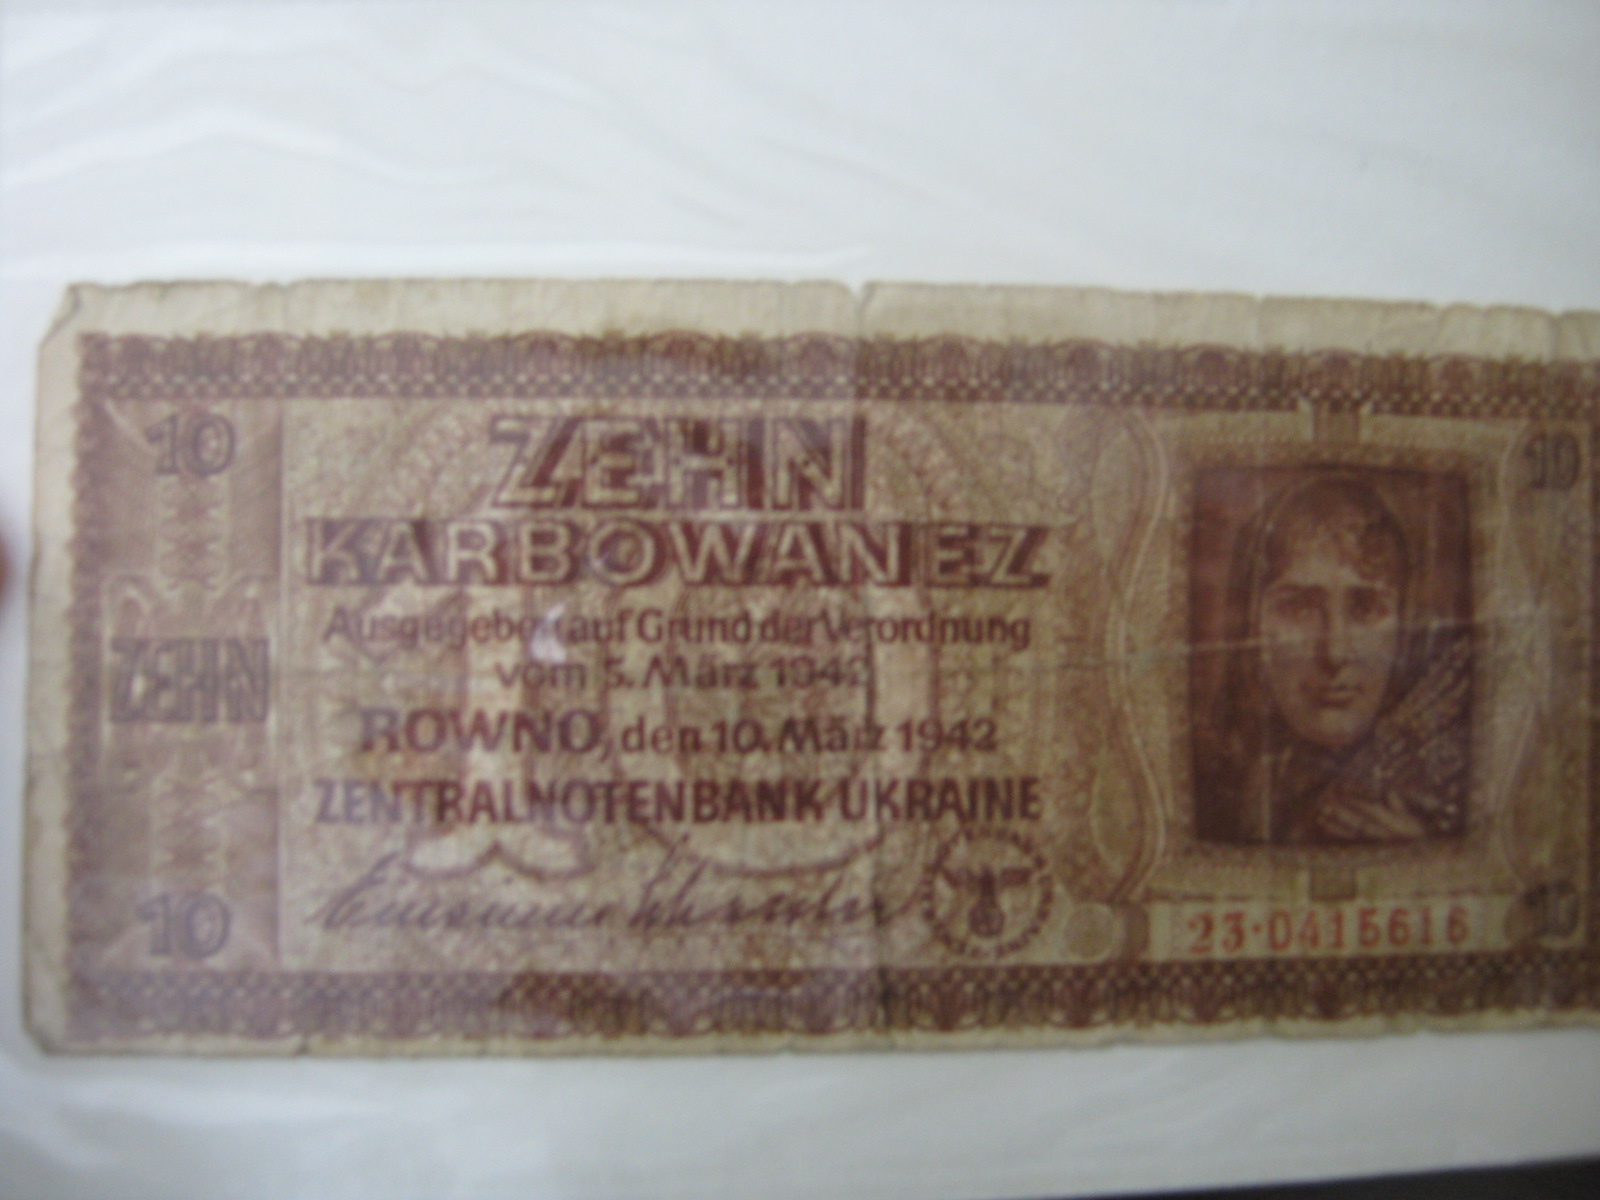 10
ZEHN
KARBOWANEZ
Ausgegeben auf Grund der Verordnung
vom 5. März 1942
ROWNO, den 10. März 1942
ZENTRALNOTENBANK UKRAINE
ZEHN
10
10
23·0415616
10